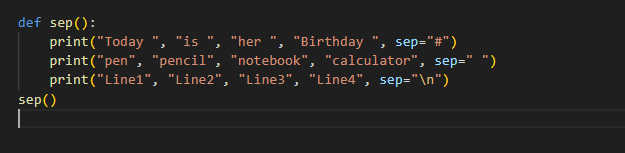 def sep():
    print("Today ", "is ", "her ", "Birthday ", sep="#")
    print("pen", "pencil", "notebook", "calculator", sep=" ")
    print("Line1", "Line2", "Line3", "Line4", sep="\n")
sep()